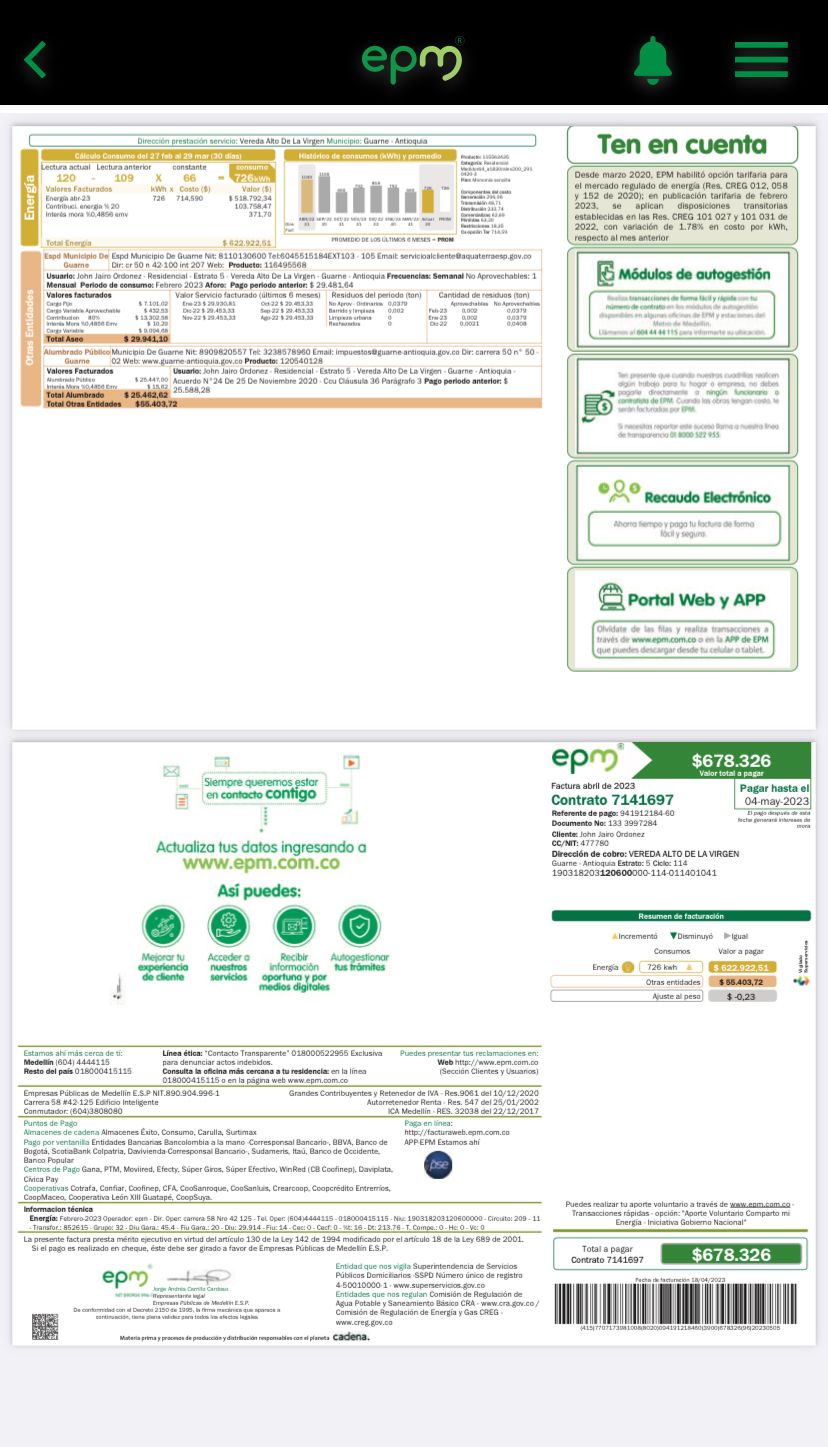 epm
Dirección prestación servicio: Vereda Alto De La Virgen Municipio: Guarne - Antioquia
Energía
Cálculo Consumo del 27 feb al 29 mar (30 días)
Lectura actual Lectura anterior constante consumo
120 - 109 X 66 = 726kWh
Valores Facturados kWh x Costo ($) Valor ($)
Energía abr-23 726 714,590 $ 518.792,34
Contribuci. energía % 20 103.758,47
Interés mora %0,4856 emv 371,70
Total Energía $ 622.922,51
Histórico de consumos (kWh) y promedio
PROMEDIO DE LOS ÚLTIMOS 6 MESES = PROM
Otras Entidades
Espd Municipio De Guarne
Espd Municipio De Guarne Nit: 8110130600 Tel:6045515184EXT103 - 105 Email: servicioalcliente@aquaterraesp.gov.co
Dir: cr 50 n 42-100 int 207 Web: Producto: 116495568
Usuario: John Jairo Ordonez - Residencial - Estrato 5 - Vereda Alto De La Virgen - Guarne - Antioquia Frecuencias: Semanal No Aprovechables: 1
Mensual Periodo de consumo: Febrero 2023 Aforo: Pago periodo anterior: $ 29.481,64
Valores facturados
Cargo Fijo $ 7.101,02
Cargo Variable Aprovechable $ 432,53
Contribution 80% $ 13.302,58
Interés Mora %0,4856 Emv $ 10,29
Cargo Variable $ 9.094,68
Total Aseo $ 29.941,10
Valor Servicio facturado (últimos 6 meses)
Ene-23 $ 29.930,81 Oct-22 $ 29.453,33
Dic-22 $ 29.453,33 Sep-22 $ 29.453,33
Nov-22 $ 29.453,33 Ago-22 $ 29.453,33
Residuos del periodo (ton)
No Aprov - Ordinarios 0,0379
Barrido y limpieza 0,002
Limpieza urbana 0
Rechazados 0
Cantidad de residuos (ton)
Aprovechables No Aprovechables
Feb-23 0,002 0,0379
Ene-23 0,002 0,0379
Dic-22 0,0021 0,0408
Alumbrado Público Guarne
Municipio De Guarne Nit: 8909820557 Tel: 3238578960 Email: impuestos@guarne-antioquia.gov.co Dir: carrera 50 n° 50 -
02 Web: www.guarne-antioquia.gov.co Producto: 120540128
Valores Facturados
Alumbrado Público $ 25.447,00
Interés Mora %0,4856 Emv $ 15,62
Total Alumbrado $ 25.462,62
Total Otras Entidades $55.403,72
Usuario: John Jairo Ordonez - Residencial - Estrato 5 - Vereda Alto De La Virgen - Guarne - Antioquia -
Acuerdo N°24 De 25 De Noviembre 2020 - Ccu Cláusula 36 Parágrafo 3 Pago periodo anterior: $
25.588,28
Ten en cuenta
Desde marzo 2020, EPM habilitó opción tarifaria para
el mercado regulado de energía (Res. CREG 012, 058
y 152 de 2020); en publicación tarifaria de febrero
2023, se aplican disposiciones transitorias
establecidas en las Res. CREG 101 027 y 101 031 de
2022, con variación de 1.78% en costo por kWh,
respecto al mes anterior
Módulos de autogestión
Realiza transacciones de forma fácil y rápida con tu
número de contrato en los módulos de autogestión
disponibles en algunas oficinas de EPM y estaciones del
Metro de Medellín.
Llámanos al 604 44 44 115 para informarte su ubicación.
Ten presente que cuando nuestras cuadrillas realicen
algún trabajo para tu hogar o empresa, no debes
pagarle directamente a ningún funcionario o
contratista de EPM. Cuando las obras tengan costo, te
serán facturadas por EPM.
Si necesitas reportar este suceso llama a nuestra línea
de transparencia 01 8000 522 955.
Recaudo Electrónico
Ahorra tiempo y paga tu factura de forma
fácil y segura.
Portal Web y APP
Olvídate de las filas y realiza transacciones a
través de www.epm.com.co o en la APP de EPM
que puedes descargar desde tu celular o tablet.
Siempre queremos estar
en contacto contigo
Actualiza tus datos ingresando a
www.epm.com.co
Así puedes:
Mejorar tu experiencia de cliente
Acceder a nuestros servicios
Recibir información oportuna y por medios digitales
Autogestionar tus trámites
epm
$678.326
Valor total a pagar
Factura abril de 2023
Contrato 7141697
Referente de pago: 941912184-60
Documento No: 133 3997284
Cliente: John Jairo Ordonez
CC/NIT: 477780
Dirección de cobro: VEREDA ALTO DE LA VIRGEN
Guarne - Antioquia Estrato: 5 Ciclo: 114
190318203120600000-114-011401041
Pagar hasta el
04-may-2023
El pago después de esta
fecha generará intereses de
mora
Resumen de facturación
Incrementó Disminuyó Igual
Consumos Valor a pagar
Energía 726 kwh $ 622.922,51
Otras entidades $ 55.403,72
Ajuste al peso $ -0,23
Vigilado Superservicios
Estamos ahí más cerca de ti:
Medellín (604) 4444115
Resto del país 018000415115
Línea ética: "Contacto Transparente" 018000522955 Exclusiva
para denunciar actos indebidos.
Consulta la oficina más cercana a tu residencia: en la línea
018000415115 o en la página web www.epm.com.co
Puedes presentar tus reclamaciones en:
Web http://www.epm.com.co
(Sección Clientes y Usuarios)
Empresas Públicas de Medellín E.S.P NIT.890.904.996-1
Carrera 58 #42-125 Edificio Inteligente
Conmutador: (604)3808080
Grandes Contribuyentes y Retenedor de IVA - Res.9061 del 10/12/2020
Autorretenedor Renta - Res. 547 del 25/01/2002
ICA Medellín - RES. 32038 del 22/12/2017
Puntos de Pago
Almacenes de cadena Almacenes Éxito, Consumo, Carulla, Surtimax
Pago por ventanilla Entidades Bancarias Bancolombia a la mano -Corresponsal Bancario-, BBVA, Banco de
Bogotá, ScotiaBank Colpatria, Davivienda-Corresponsal Bancario-, Sudameris, Itaú, Banco de Occidente,
Banco Popular
Centros de Pago Gana, PTM, Moviired, Efecty, Súper Giros, Súper Efectivo, WinRed (CB Coofinep), Daviplata,
Cívica Pay
Cooperativas Cotrafa, Confiar, Coofinep, CFA, CooSanroque, CooSanluis, Crearcoop, Coopcrédito Entrerríos,
CoopMaceo, Cooperativa León XIII Guatapé, CoopSuya.
Paga en línea:
http://facturaweb.epm.com.co
APP-EPM Estamos ahí
pse
Informacion técnica
Energía: Febrero-2023 Operador: epm - Dir. Oper: carrera 58 Nro 42 125 - Tel. Oper: (604)4444115 - 018000415115 - Niu: 190318203120600000 - Circuito: 209 - 11
- Transfor.: 852615 - Grupo: 32 - Diu Gara.: 45,4 - Fiu Gara.: 20 - Diu: 29.914 - Fiu: 14 - Cec: 0 - Cecf: 0 - %t: 16 - Dt: 213.76 - T. Compe.: 0 - Hc: 0 - Vc: 0
La presente factura presta mérito ejecutivo en virtud del artículo 130 de la Ley 142 de 1994 modificado por el artículo 18 de la Ley 689 de 2001.
Si el pago es realizado en cheque, éste debe ser girado a favor de Empresas Públicas de Medellín E.S.P.
epm
Jorge Andrés Carrillo Cardoso
Representante legal
Empresas Públicas de Medellín E.S.P.
De conformidad con el Decreto 2150 de 1995, la firma mecánica que aparece a
continuación, tiene plena validez para todos los efectos legales
Entidad que nos vigila Superintendencia de Servicios
Públicos Domiciliarios -SSPD Número único de registro
4-50010000-1 - www.superservicios.gov.co
Entidades que nos regulan Comisión de Regulación de
Agua Potable y Saneamiento Básico CRA - www.cra.gov.co /
Comisión de Regulación de Energía y Gas CREG -
www.creg.gov.co
Materia prima y procesos de producción y distribución responsables con el planeta cadena.
Puedes realizar tu aporte voluntario a través de www.epm.com.co -
Transacciones rápidas - opción: "Aporte Voluntario Comparto mi
Energía - Iniciativa Gobierno Nacional"
Total a pagar
Contrato 7141697
$678.326
Fecha de facturación 18/04/2023